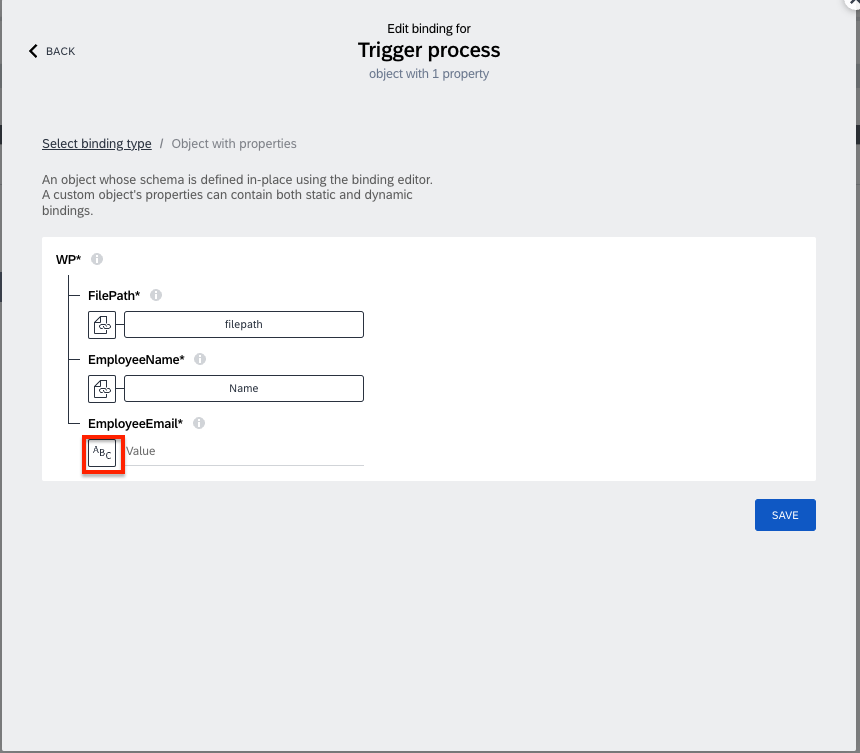 Edit binding for
BACK
Trigger process
object with 1 property
Select binding type / Object with properties
An object whose schema is defined in-place using the binding editor.
A custom object's properties can contain both static and dynamic
bindings.
WP*
FilePath*
filepath
EmployeeName*
Name
EmployeeEmail*
ABC Value
SAVE